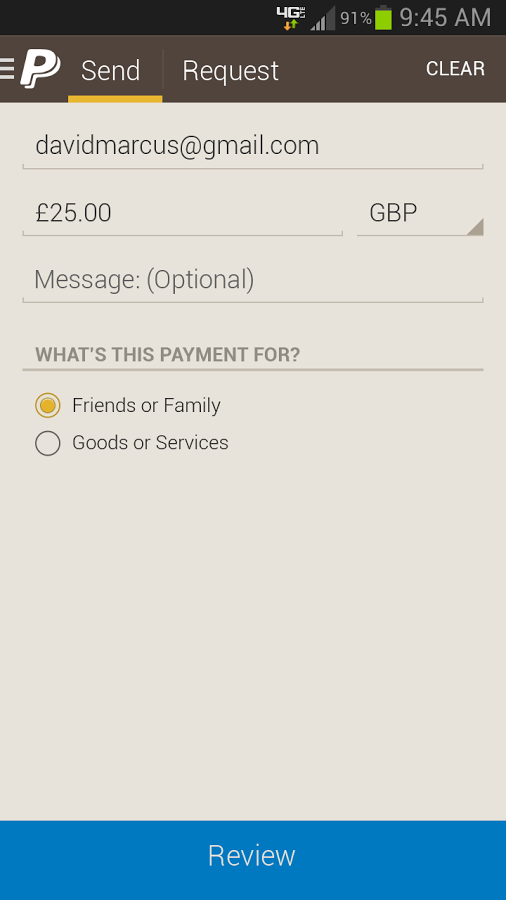 4G LTE 91% 9:45 AM
P Send Request CLEAR
davidmarcus@gmail.com
£25.00 GBP
Message: (Optional)
WHAT'S THIS PAYMENT FOR?
Friends or Family
Goods or Services
Review